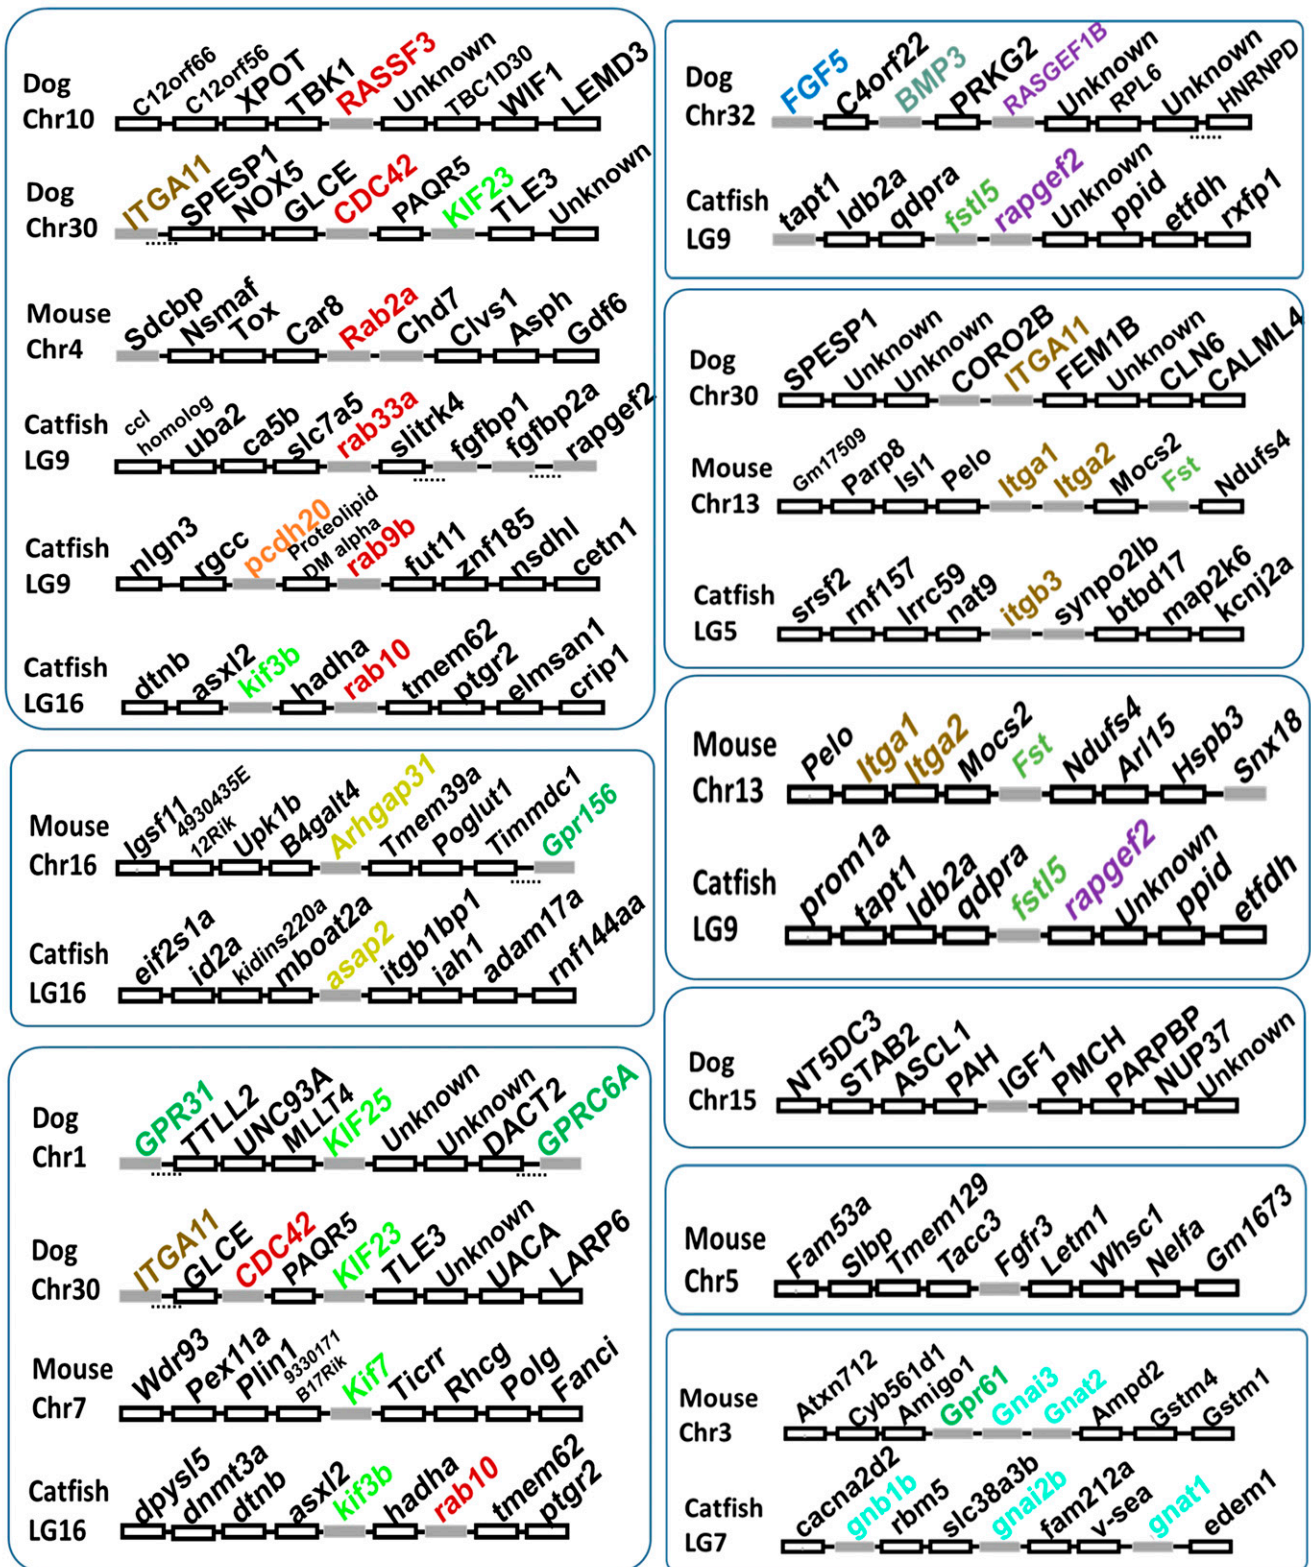 Dog
Chr10
C12orf66 C12orf56 XPOT TBK1 RASSF3 Unknown TBC1D30 WIF1 LEMD3
Dog
Chr30
ITGA11 SPESP1 NOX5 GLCE CDC42 PAQR5 KIF23 TLE3 Unknown
Mouse
Chr4
Sdcbp Nsmaf Tox Car8 Rab2a Chd7 Clvs1 Asph Gdf6
Catfish
LG9
ccl homolog uba2 ca5b slc7a5 rab33a slitrk4 fgfbp1 fgfbp2a rapgef2
Catfish
LG9
nlgn3 rgcc pcdh20 Proteolipid DM alpha rab9b fut11 znf185 nsdhl cetn1
Catfish
LG16
dtnb asxl2 kif3b hadha rab10 tmem62 ptgr2 elmsan1 crip1
Mouse
Chr16
Igsf11 4930435E 12Rik Upk1b B4galt4 Arhgap31 Tmem39a Poglut1 Timmdc1 Gpr156
Catfish
LG16
eif2s1a id2a kidins220a mboat2a asap2 itgb1bp1 iah1 adam17a rnf144aa
Dog
Chr1
GPR31 TTLL2 UNC93A MLLT4 KIF25 Unknown Unknown DACT2 GPRC6A
Dog
Chr30
ITGA11 GLCE CDC42 PAQR5 KIF23 TLE3 Unknown UACA LARP6
Mouse
Chr7
Wdr93 Pex11a Plin1 9330171 B17Rik Kif7 Ticrr Rhcg Polg Fanci
Catfish
LG16
dpysl5 dnmt3a dtnb asxl2 kif3b hadha rab10 tmem62 ptgr2
Dog
Chr32
FGF5 C4orf22 BMP3 PRKG2 RASGEF1B Unknown RPL6 Unknown HNRNPD
Catfish
LG9
tapt1 ldb2a qdpra fstl5 rapgef2 Unknown ppid etfdh rxfp1
Dog
Chr30
SPESP1 Unknown Unknown CORO2B ITGA11 FEM1B Unknown CLN6 CALML4
Mouse
Chr13
Gm17509 Parp8 Isl1 Pelo Itga1 Itga2 Mocs2 Fst Ndufs4
Catfish
LG5
srsf2 rnf157 lrrc59 nat9 itgb3 synpo2lb btbd17 map2k6 kcnj2a
Mouse
Chr13
Pelo Itga1 Itga2 Mocs2 Fst Ndufs4 Arl15 Hspb3 Snx18
Catfish
LG9
prom1a tapt1 ldb2a qdpra fstl5 rapgef2 Unknown ppid etfdh
Dog
Chr15
NT5DC3 STAB2 ASCL1 PAH IGF1 PMCH PARPBP NUP37 Unknown
Mouse
Chr5
Fam53a Slbp Tmem129 Tacc3 Fgfr3 Letm1 Whsc1 Nelfa Gm1673
Mouse
Chr3
Atxn712 Cyb561d1 Amigo1 Gpr61 Gnai3 Gnat2 Ampd2 Gstm4 Gstm1
Catfish
LG7
cacna2d2 gnb1b rbm5 slc38a3b gnai2b fam212a v-sea gnat1 edem1